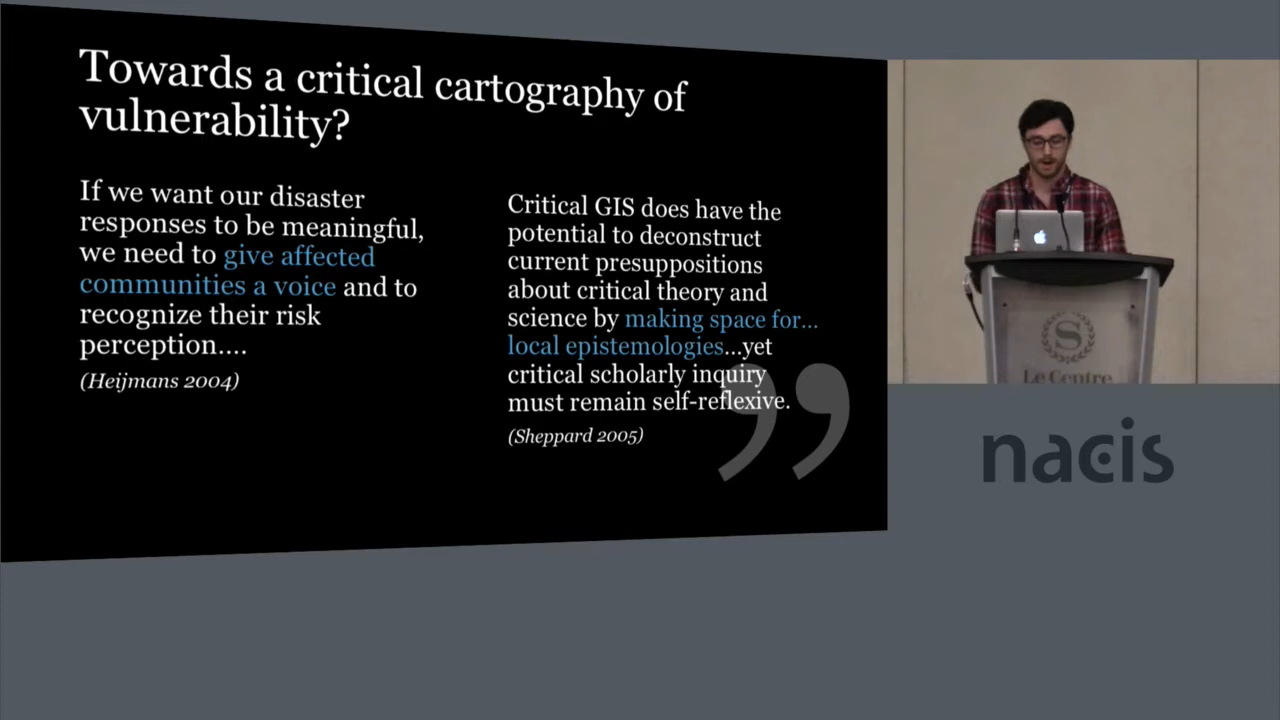 Towards a critical cartography of
vulnerability?
If we want our disaster
responses to be meaningful,
we need to give affected
communities a voice and to
recognize their risk
perception....
(Heijmans 2004)
Critical GIS does have the
potential to deconstruct
current presuppositions
about critical theory and
science by making space for...
local epistemologies...yet
critical scholarly inquiry
must remain self-reflexive.
(Sheppard 2005)
”
S
Le Centre
nacis